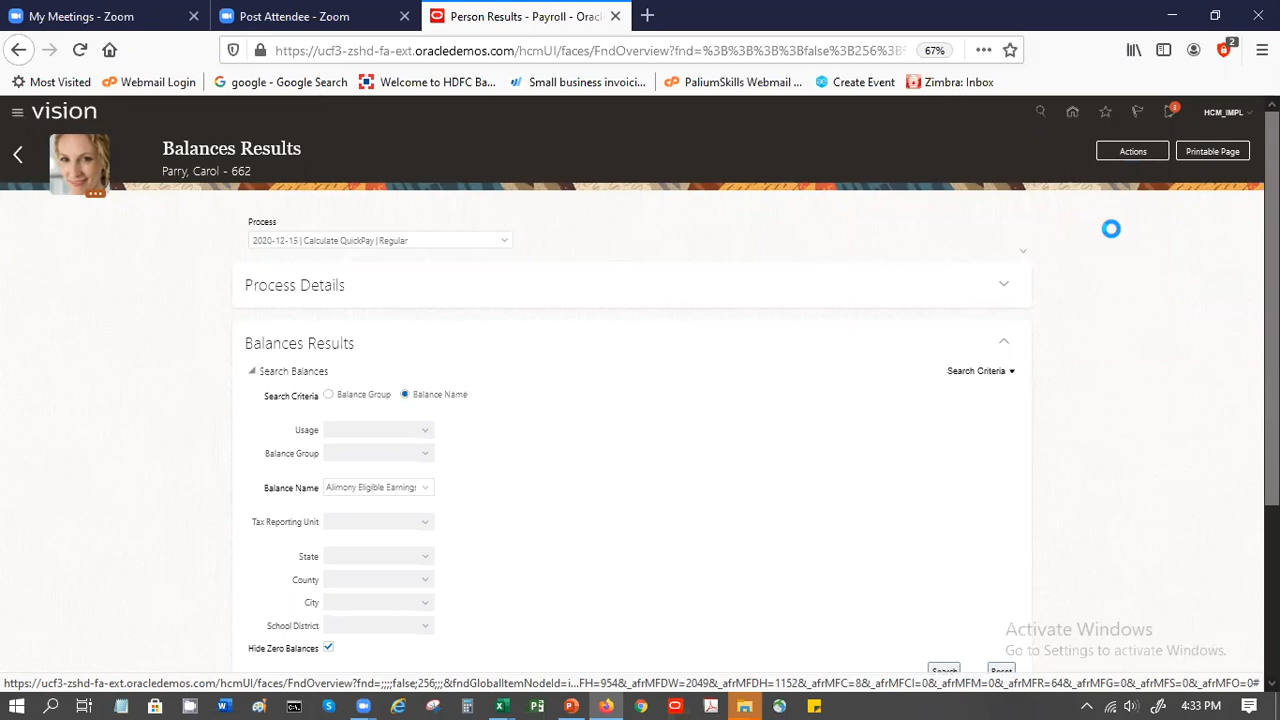 My Meetings - Zoom
Post Attendee - Zoom
Person Results - Payroll - Orac
https://ucf3-zshd-fa-ext.oracledemos.com/hcmUI/faces/FndOverview?fnd=%3B%3B%3B%3Bfalse%3B256%3B%
67%
2
Most Visited
Webmail Login
google - Google Search
Welcome to HDFC Ba...
Small business invoici...
PaliumSkills Webmail ...
Create Event
Zimbra: Inbox
vision
3
HCM_IMPL
Balances Results
Parry, Carol - 662
Actions
Printable Page
Process
2020-12-15 | Calculate QuickPay | Regular
Process Details
Balances Results
Search Balances
Search Criteria
Search Criteria
Balance Group
Balance Name
Usage
Balance Group
Balance Name
Alimony Eligible Earnings
Tax Reporting Unit
State
County
City
School District
Hide Zero Balances
Search
Reset
Activate Windows
Go to Settings to activate Windows.
https://ucf3-zshd-fa-ext.oracledemos.com/hcmUI/faces/FndOverview?fnd=;;;;false;256;;;&fndGlobalItemNodeId=i...FH=954&_afrMFDW=2049&_afrMFDH=1152&_afrMFC=8&_afrMFCI=0&_afrMFM=0&_afrMFR=64&_afrMFG=0&_afrMFS=0&_afrMFO=0#
4:33 PM